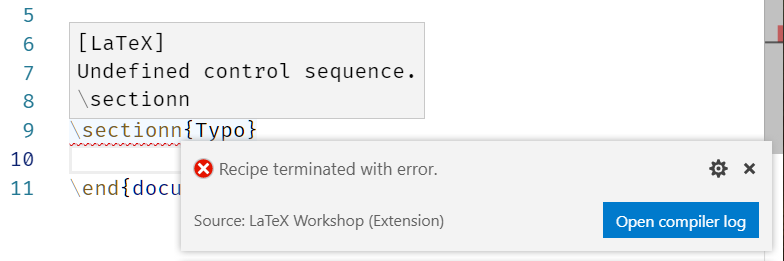 5
6
[LaTeX]
7
Undefined control sequence.
8
\sectionn
9
\sectionn{Typo}
10
Recipe terminated with error.
11
\end{docu
Source: LaTeX Workshop (Extension)
Open compiler log